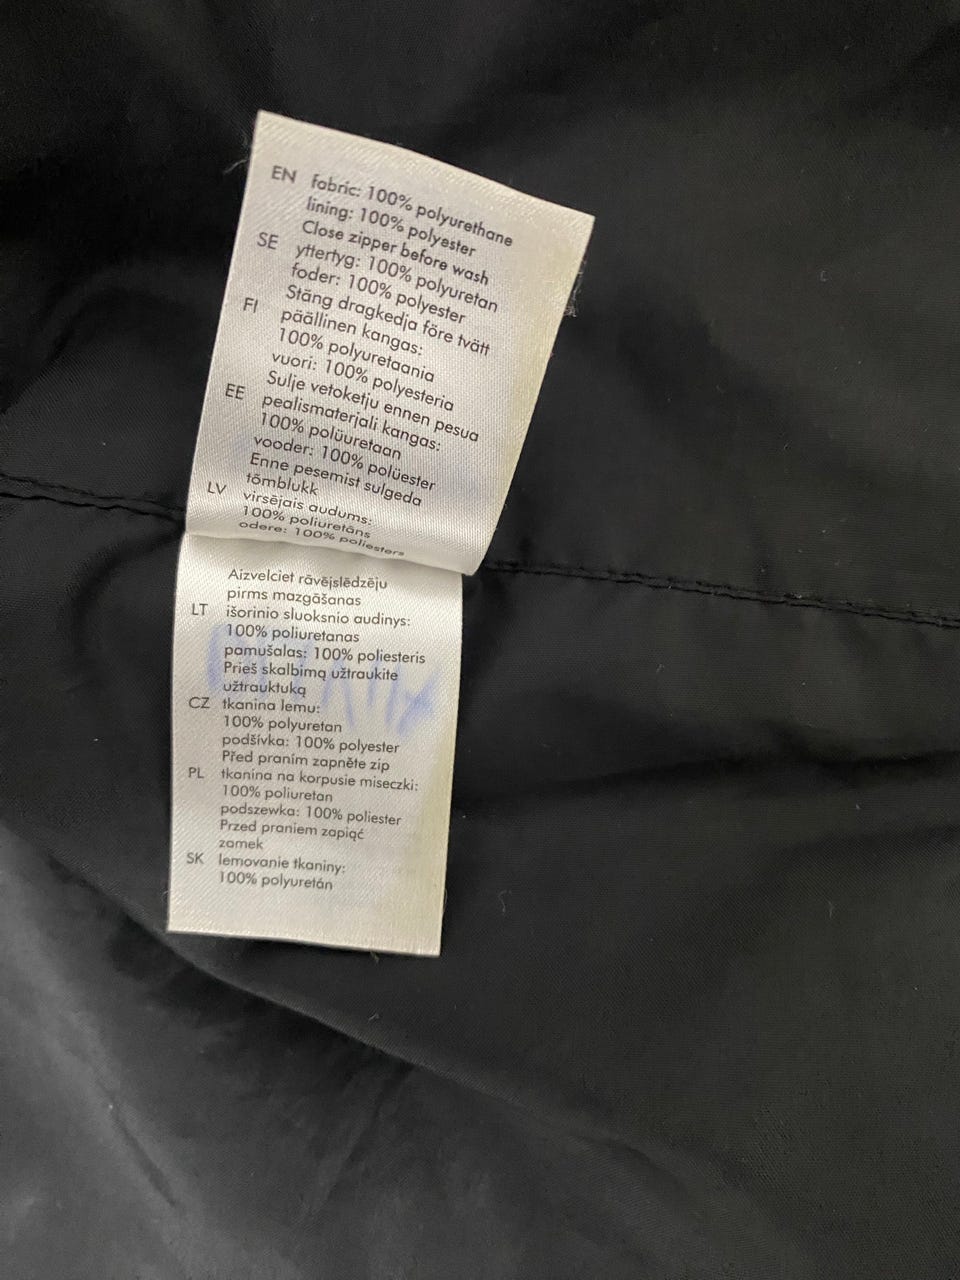 EN fabric: 100% polyurethane
lining: 100% polyester
Close zipper before wash
SE yttertyg: 100% polyuretan
foder: 100% polyester
Stäng dragkedja före tvätt
FI päällinen kangas:
100% polyuretaania
vuori: 100% polyesteria
Sulje vetoketju ennen pesua
EE pealismaterjali kangas:
100% polüuretaan
vooder: 100% polüester
Enne pesemist sulgeda
tõmblukk
LV virsējais audums:
100% poliuretāns
odere: 100% poliesters
Aizvelciet rāvējslēdzēju
pirms mazgāšanas
LT išorinio sluoksnio audinys:
100% poliuretanas
pamušalas: 100% poliesteris
Prieš skalbimą užtraukite
užtrauktuką
CZ tkanina lemu:
100% polyuretan
podšívka: 100% polyester
Před praním zapněte zip
PL tkanina na korpusie miseczki:
100% poliuretan
podszewka: 100% poliester
Przed praniem zapiąć
zamek
SK lemovanie tkaniny:
100% polyuretán